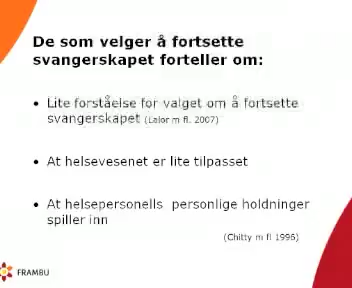 De som velger å fortsette
svangerskapet forteller om:
• Lite forståelse for valget om å fortsette
svangerskapet (Lalor m fl. 2007)
• At helsevesenet er lite tilpasset
• At helsepersonells personlige holdninger
spiller inn
(Chitty m fl 1996)
FRAMBU